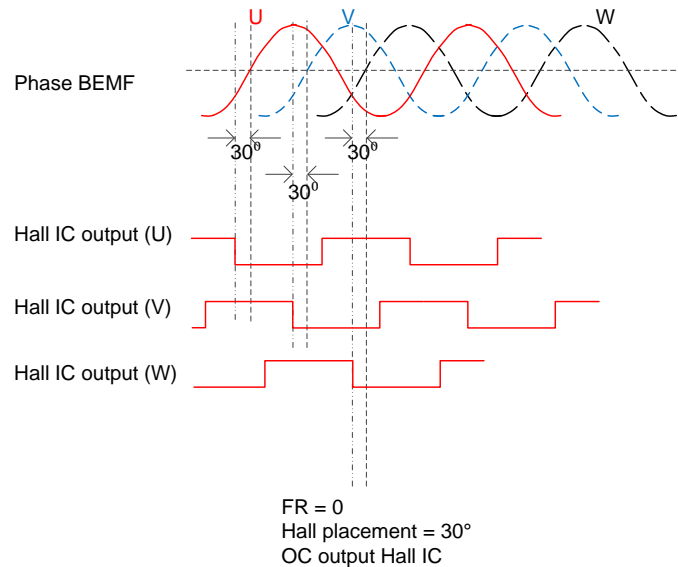 U
V
W
Phase BEMF
30⁰
30⁰
30⁰
Hall IC output (U)
Hall IC output (V)
Hall IC output (W)
FR = 0
Hall placement = 30°
OC output Hall IC